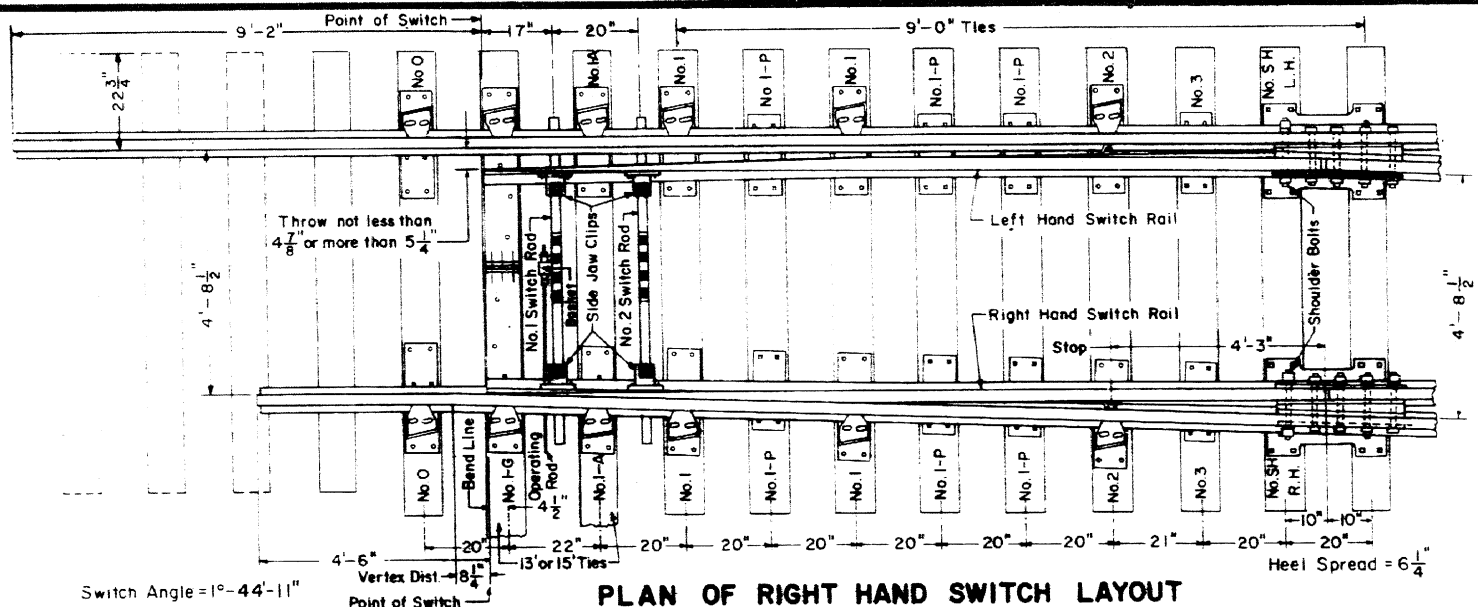 Point of Switch
9'-2"
17"
20"
9'-0" Ties
22 3/4"
No 0
No.1-A
No.1
No.1-P
No.1
No.1-P
No.1-P
No.2
No.3
No.SH
L.H.
Throw not less than
4 7/8" or more than 5 1/4"
No.1 Switch Rod
Side Jaw Clips
No.2 Switch Rod
Left Hand Switch Rail
Shoulder Bolts
4'-8 1/2"
4'-8 1/2"
Right Hand Switch Rail
Stop
4'-3"
No 0
Bend Line
No.1-G
Operating
Rod
No.1-A
No.1
No.1-P
No.1
No.1-P
No.1-P
No.2
No.3
No.SH
R.H.
4 1/2"
10"
10"
20"
22"
20"
20"
20"
20"
20"
20"
21"
20"
20"
4'-6"
13' or 15' Ties
Vertex Dist.
8 1/4"
Heel Spread = 6 1/4"
Switch Angle = 1°-44'-11"
Point of Switch
PLAN OF RIGHT HAND SWITCH LAYOUT